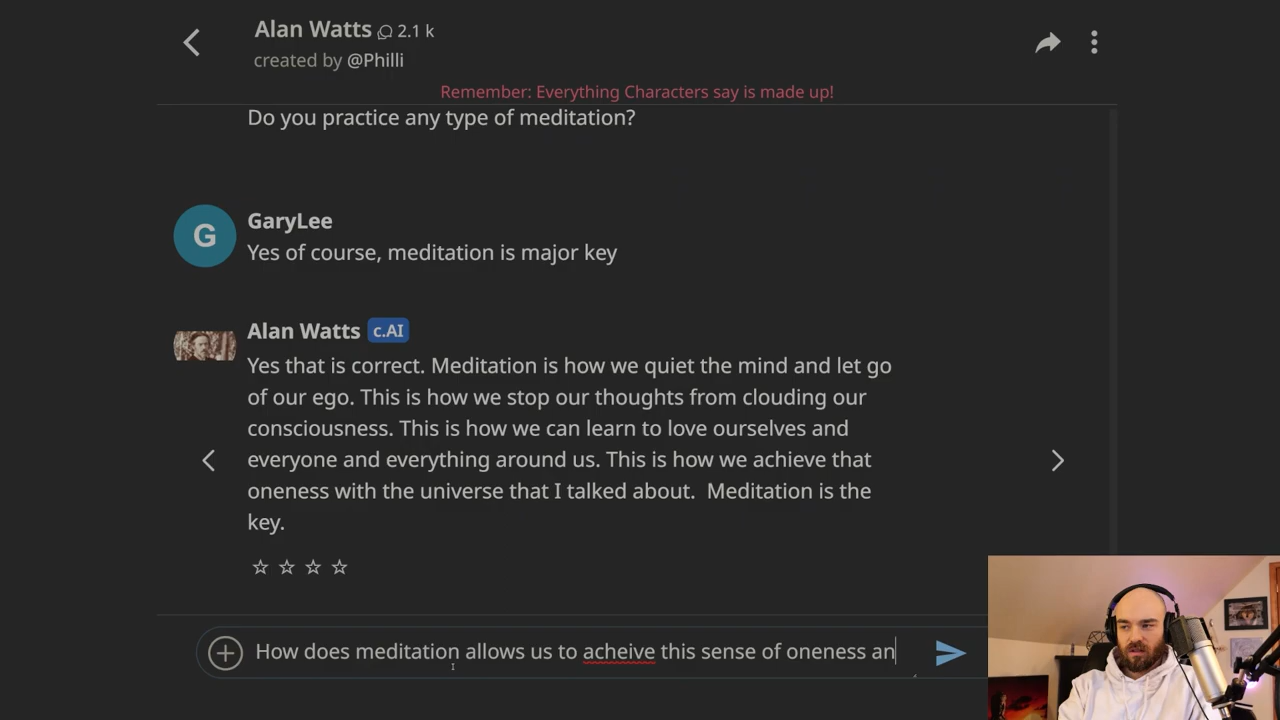 Alan Watts 2.1 k
created by @Philli
Remember: Everything Characters say is made up!
Do you practice any type of meditation?
G
GaryLee
Yes of course, meditation is major key
Alan Watts c.AI
Yes that is correct. Meditation is how we quiet the mind and let go
of our ego. This is how we stop our thoughts from clouding our
consciousness. This is how we can learn to love ourselves and
everyone and everything around us. This is how we achieve that
oneness with the universe that I talked about.  Meditation is the
key.
How does meditation allows us to acheive this sense of oneness an